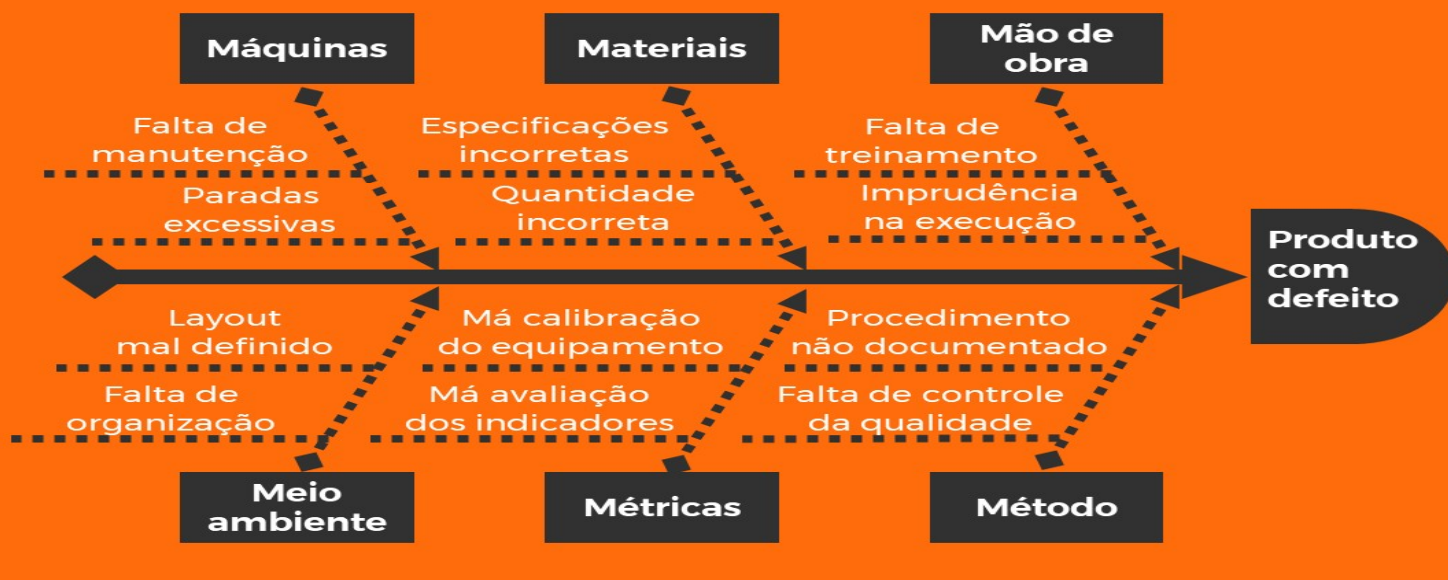 Máquinas
Materiais
Mão de
obra
Falta de
manutenção
Especificações
incorretas
Falta de
treinamento
Paradas
excessivas
Quantidade
incorreta
Imprudência
na execução
Produto
com
defeito
Layout
mal definido
Má calibração
do equipamento
Procedimento
não documentado
Falta de
organização
Má avaliação
dos indicadores
Falta de controle
da qualidade
Meio
ambiente
Métricas
Método